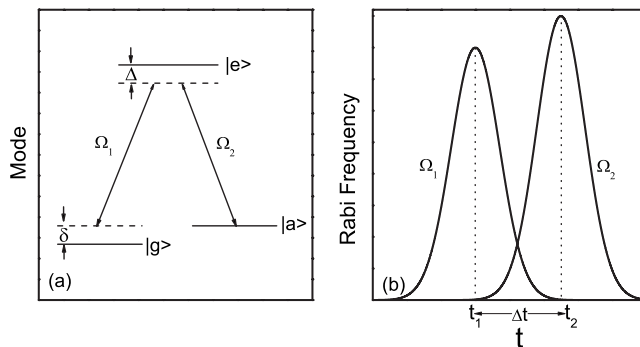 Mode
|e>
Δ
Ω1
Ω2
δ
|g>
|a>
(a)
Rabi Frequency
Ω1
Ω2
(b)
t1
Δt
t2
t